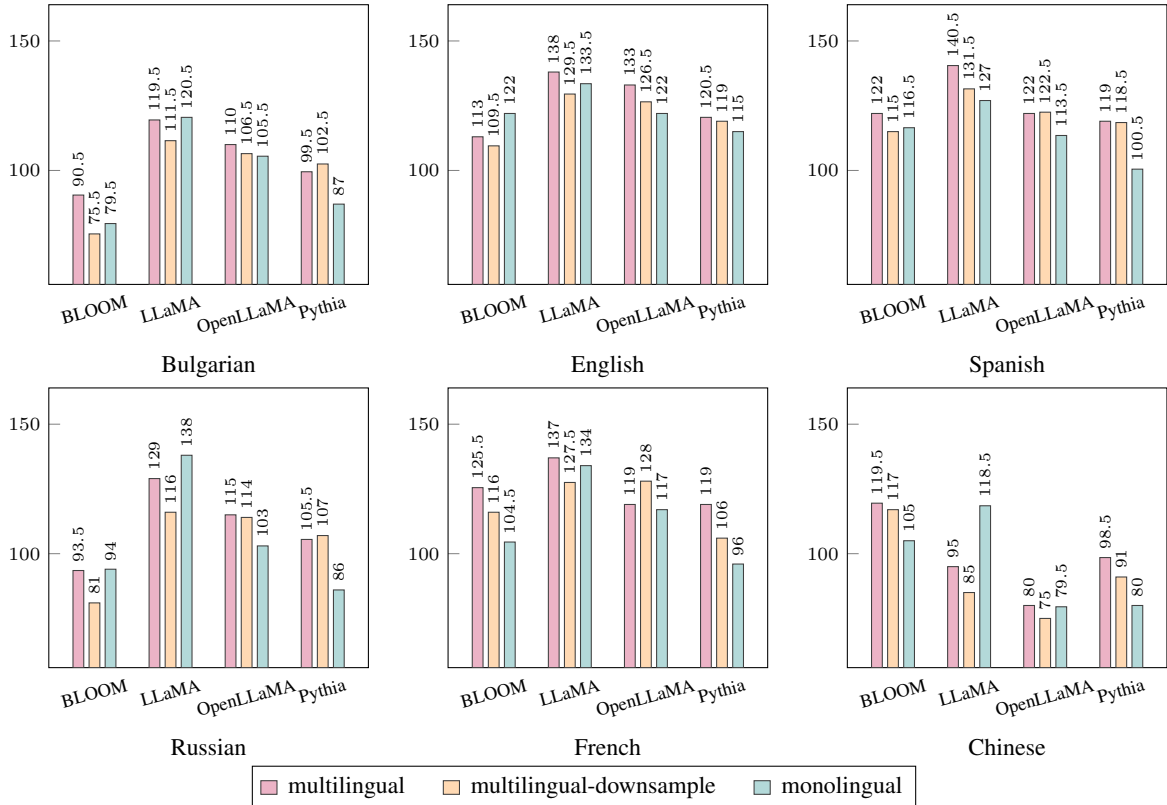 150
100
90.5 75.5 79.5 119.5 111.5 120.5 110 106.5 105.5 99.5 102.5 87
BLOOM LLaMA OpenLLaMA Pythia
Bulgarian
150
100
113 109.5 122 138 129.5 133.5 133 126.5 122 120.5 119 115
BLOOM LLaMA OpenLLaMA Pythia
English
150
100
122 115 116.5 140.5 131.5 127 122 122.5 113.5 119 118.5 100.5
BLOOM LLaMA OpenLLaMA Pythia
Spanish
150
100
93.5 81 94 129 116 138 115 114 103 105.5 107 86
BLOOM LLaMA OpenLLaMA Pythia
Russian
150
100
125.5 116 104.5 137 127.5 134 119 128 117 119 106 96
BLOOM LLaMA OpenLLaMA Pythia
French
150
100
119.5 117 105 95 85 118.5 80 75 79.5 98.5 91 80
BLOOM LLaMA OpenLLaMA Pythia
Chinese
multilingual multilingual-downsample monolingual